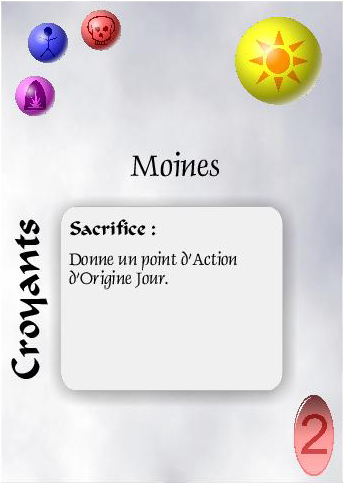 Moines
Croyants
Sacrifice :
Donne un point d'Action
d'Origine Jour.
2